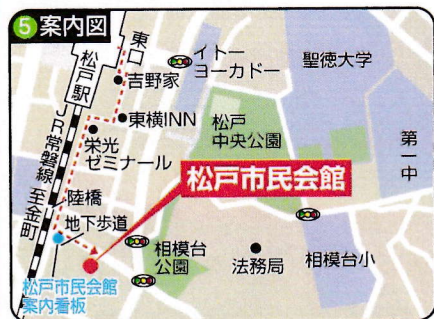 5 案内図
東口
松戸駅
イトー
ヨーカドー
聖徳大学
吉野家
東横INN
松戸
中央公園
栄光
ゼミナール
第一中
JR常磐線 至金町
松戸市民会館
陸橋
地下歩道
相模台
公園
法務局
相模台小
松戸市民会館
案内看板